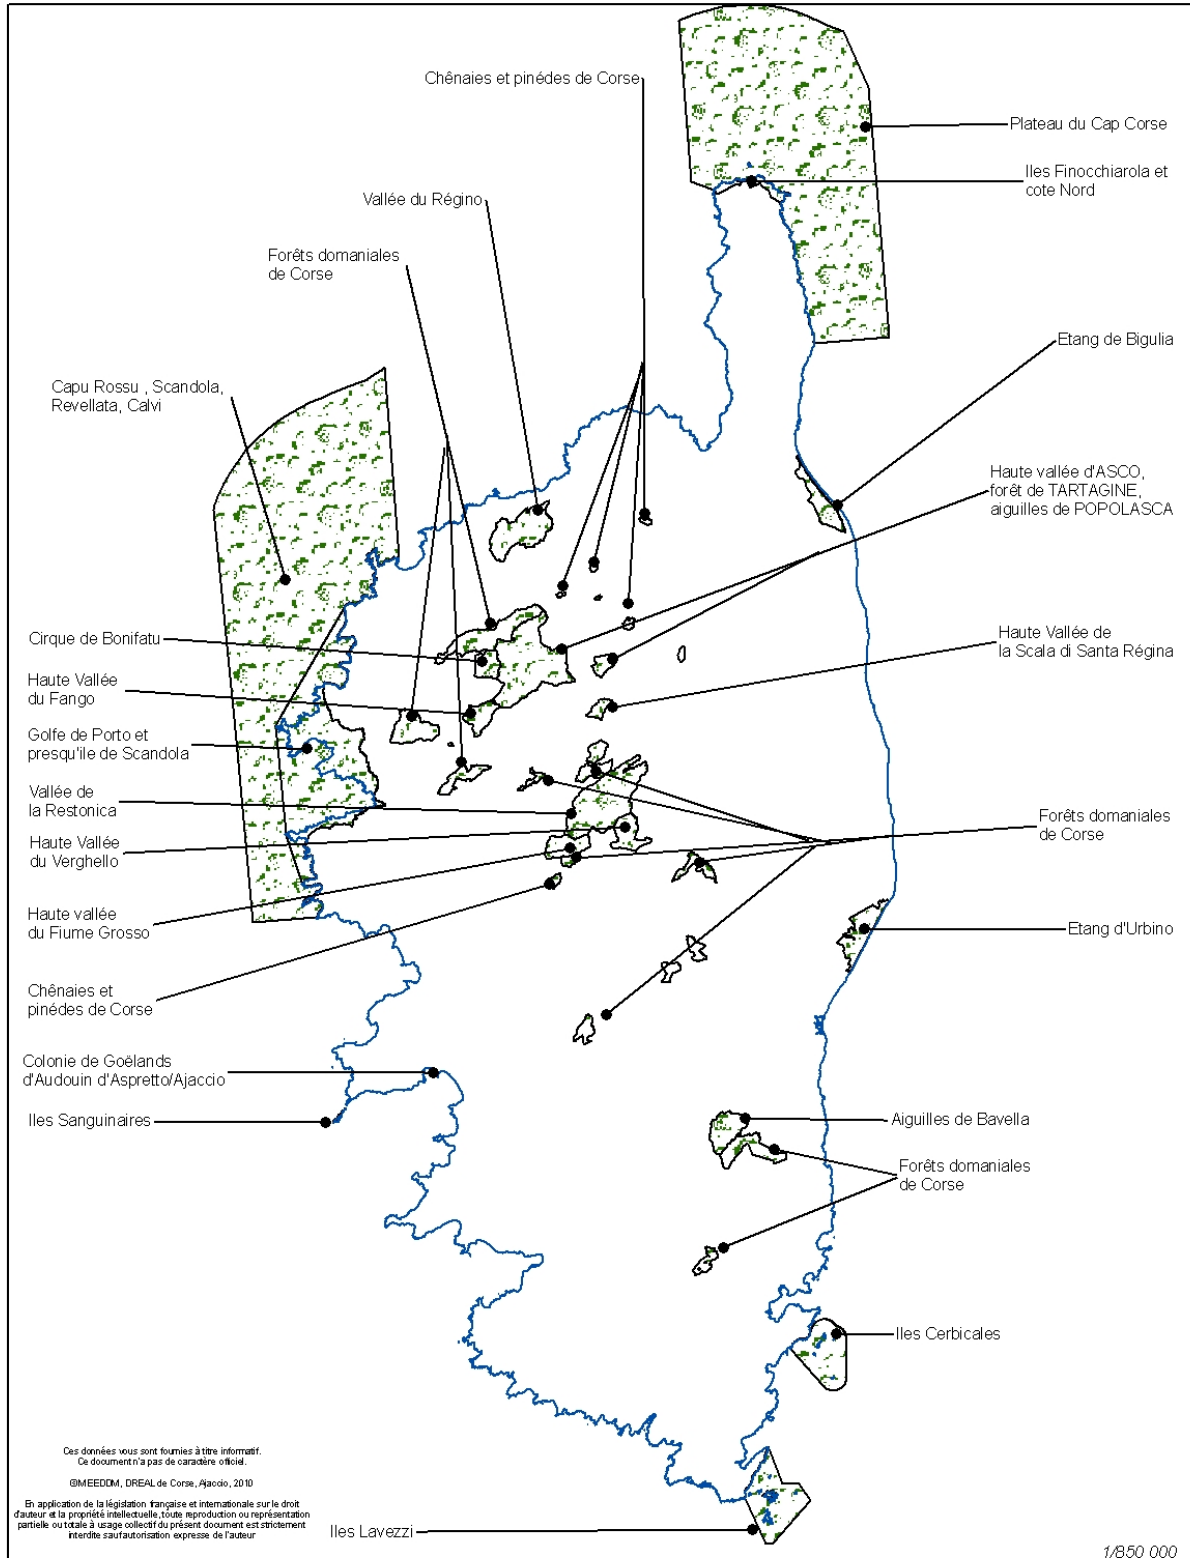 Chênaies et pinédes de Corse
Plateau du Cap Corse
Iles Finocchiarola et
cote Nord
Vallée du Régino
Forêts domaniales
de Corse
Etang de Bigulia
Capu Rossu , Scandola,
Revellata, Calvi
Haute vallée d'ASCO,
forêt de TARTAGINE,
aiguilles de POPOLASCA
Cirque de Bonifatu
Haute Vallée de
la Scala di Santa Régina
Haute Vallée
du Fango
Golfe de Porto et
presqu'ile de Scandola
Vallée de
la Restonica
Forêts domaniales
de Corse
Haute Vallée
du Verghello
Haute vallée
du Fiume Grosso
Etang d'Urbino
Chênaies et
pinédes de Corse
Colonie de Goëlands
d'Audouin d'Aspretto/Ajaccio
Iles Sanguinaires
Aiguilles de Bavella
Forêts domaniales
de Corse
Iles Cerbicales
Ces données vous sont fournies à titre informatif.
Ce document n'a pas de caractère officiel.
©MEEDDM, DREAL de Corse, Ajaccio, 2010
En application de la législation française et internationale sur le droit
d'auteur et la propriété intellectuelle, toute reproduction ou représentation
partielle ou totale à usage collectif du présent document est strictement
interdite sauf autorisation expresse de l'auteur
Iles Lavezzi
1/850 000